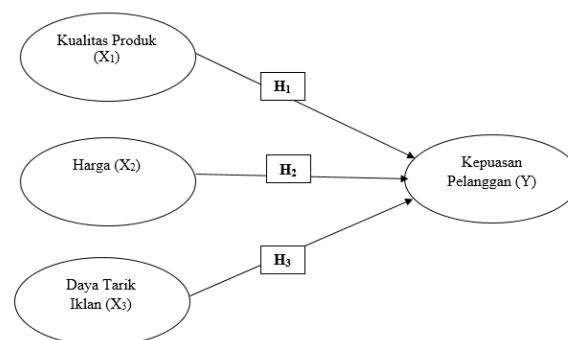 Kualitas Produk
(X₁)
H₁
Harga (X₂)
H₂
Kepuasan
Pelanggan (Y)
H₃
Daya Tarik
Iklan (X₃)